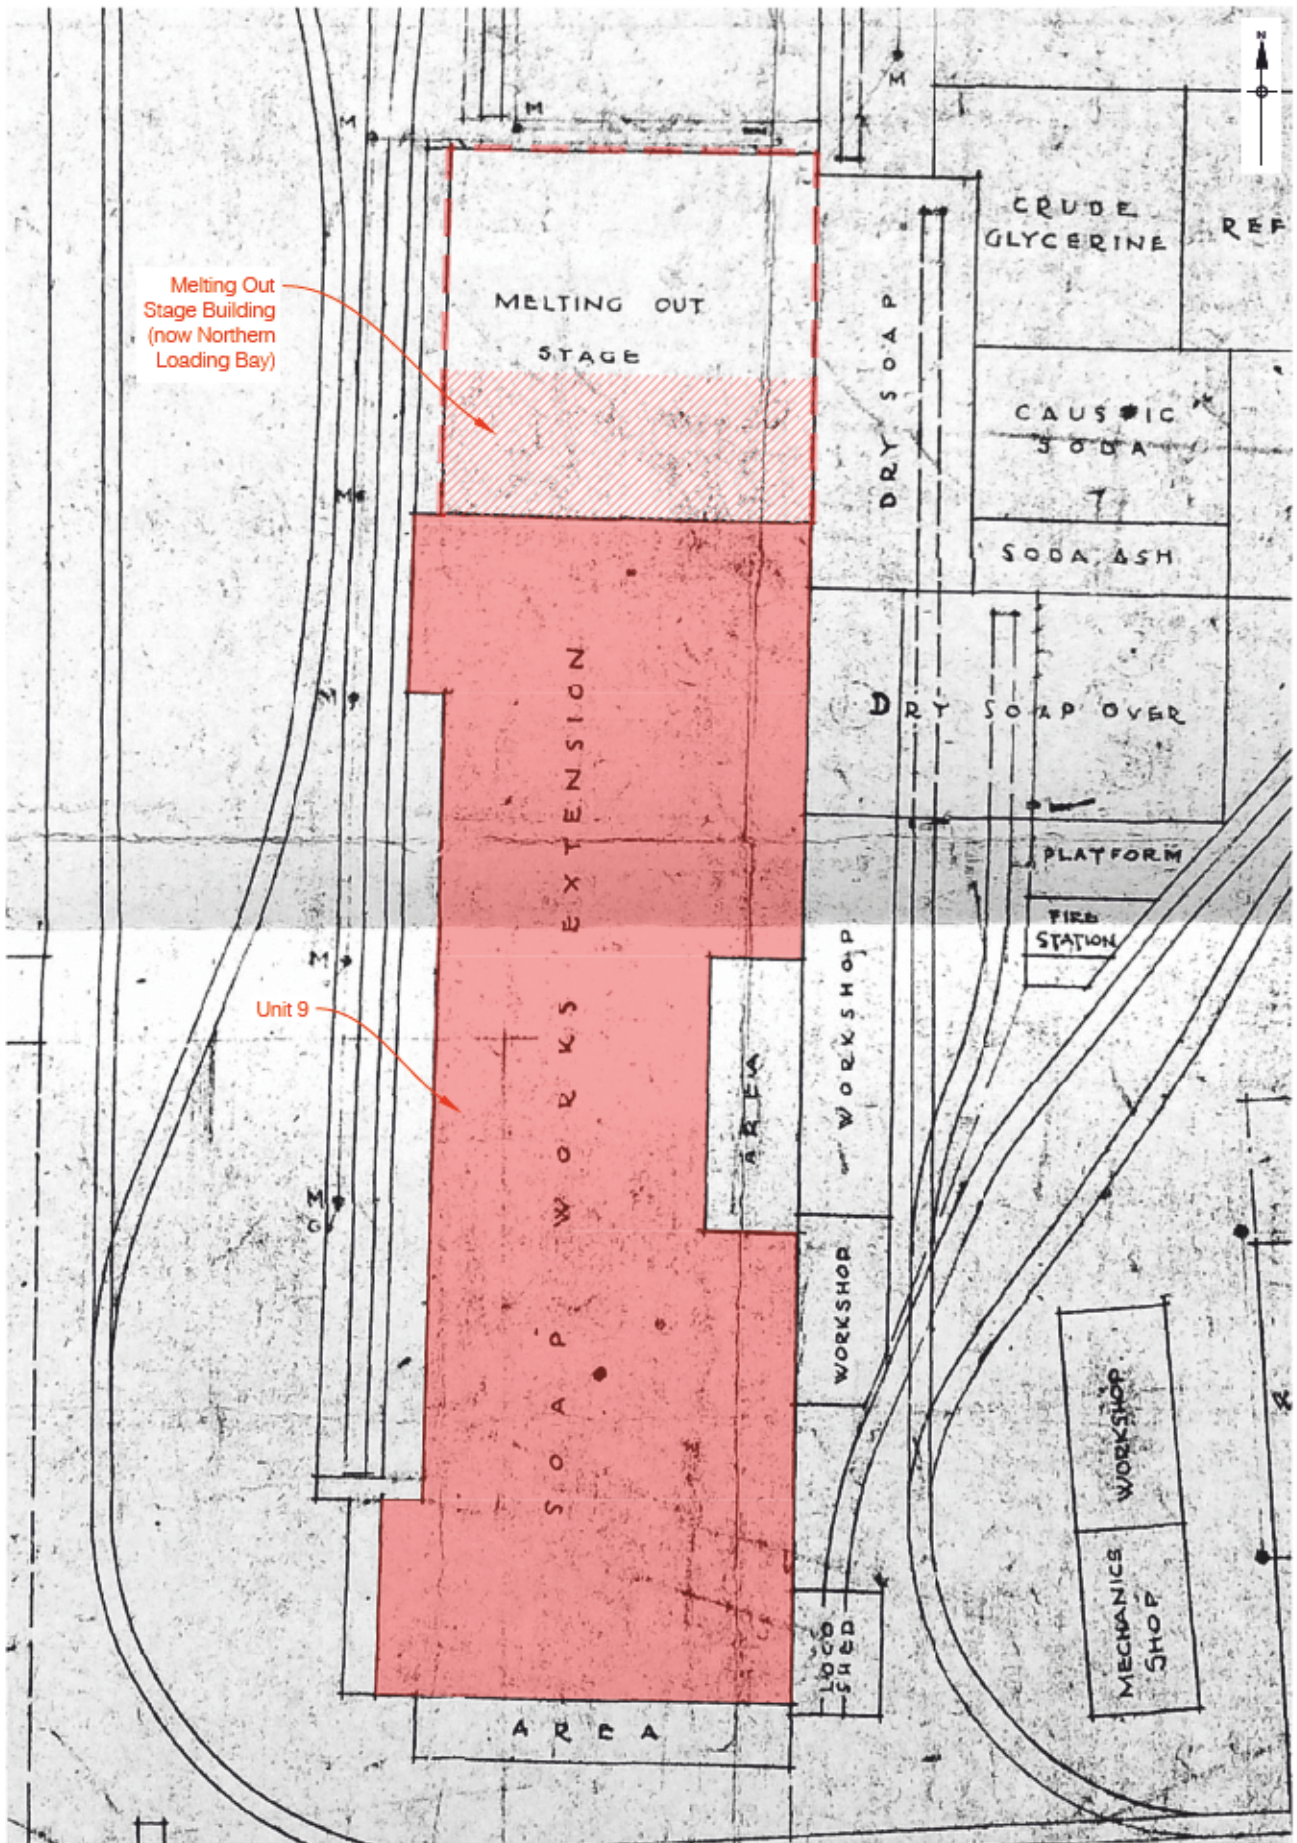 N
M
M
M
CRUDE
GLYCERINE
REF
Melting Out
Stage Building
(now Northern
Loading Bay)
MELTING OUT
STAGE
DRY SOAP
CAUSTIC
SODA
M
SODA ASH
SOAP WORKS EXTENSION
M
DRY SOAP OVER
PLATFORM
FIRE
STATION
M
WORKSHOP
Unit 9
AREA
M
WORKSHOP
WORKSHOP
MECHANICS
SHOP
LOCO
SHED
AREA